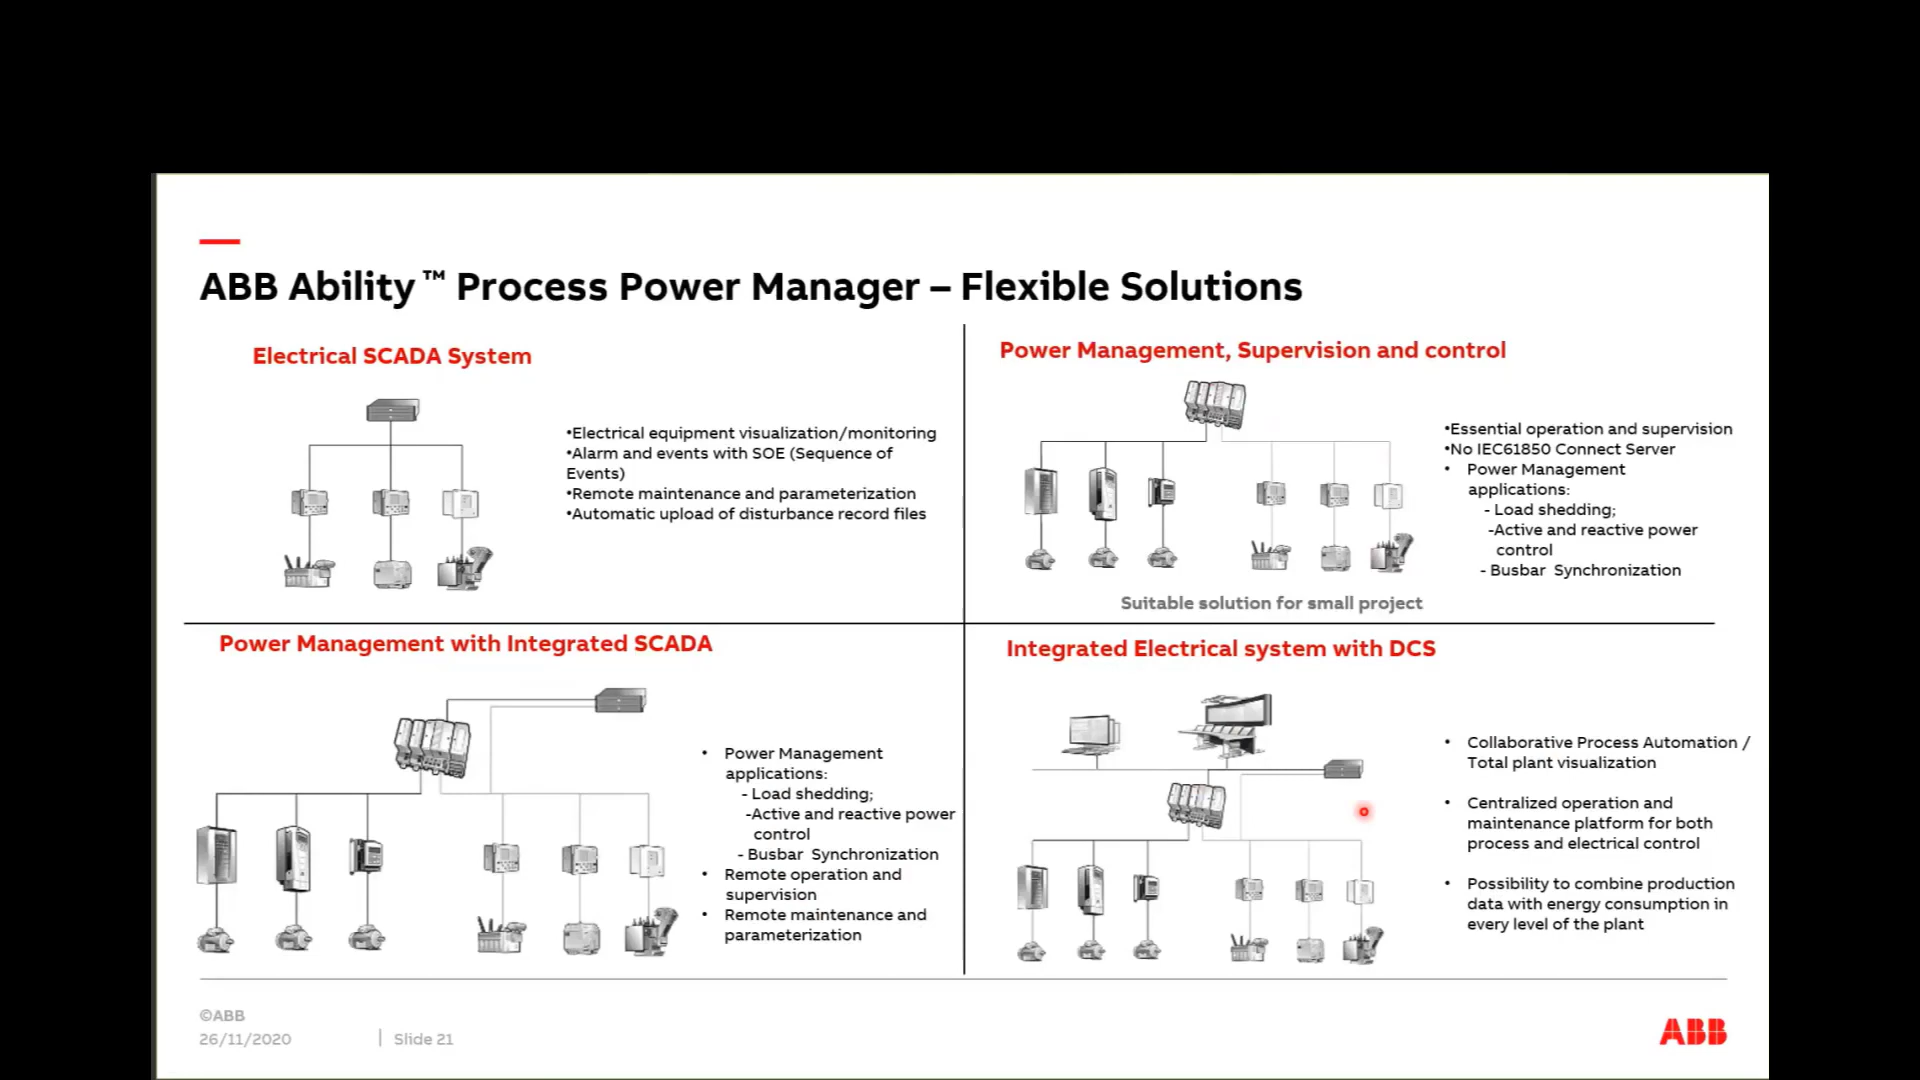 ABB Ability™ Process Power Manager – Flexible Solutions
Electrical SCADA System
•Electrical equipment visualization/monitoring
•Alarm and events with SOE (Sequence of
Events)
•Remote maintenance and parameterization
•Automatic upload of disturbance record files
Power Management, Supervision and control
•Essential operation and supervision
•No IEC61850 Connect Server
• Power Management
applications:
- Load shedding;
-Active and reactive power
control
- Busbar Synchronization
Suitable solution for small project
Power Management with Integrated SCADA
• Power Management
applications:
- Load shedding;
-Active and reactive power
control
- Busbar Synchronization
• Remote operation and
supervision
• Remote maintenance and
parameterization
Integrated Electrical system with DCS
• Collaborative Process Automation /
Total plant visualization
• Centralized operation and
maintenance platform for both
process and electrical control
• Possibility to combine production
data with energy consumption in
every level of the plant
©ABB
26/11/2020 | Slide 21
ABB